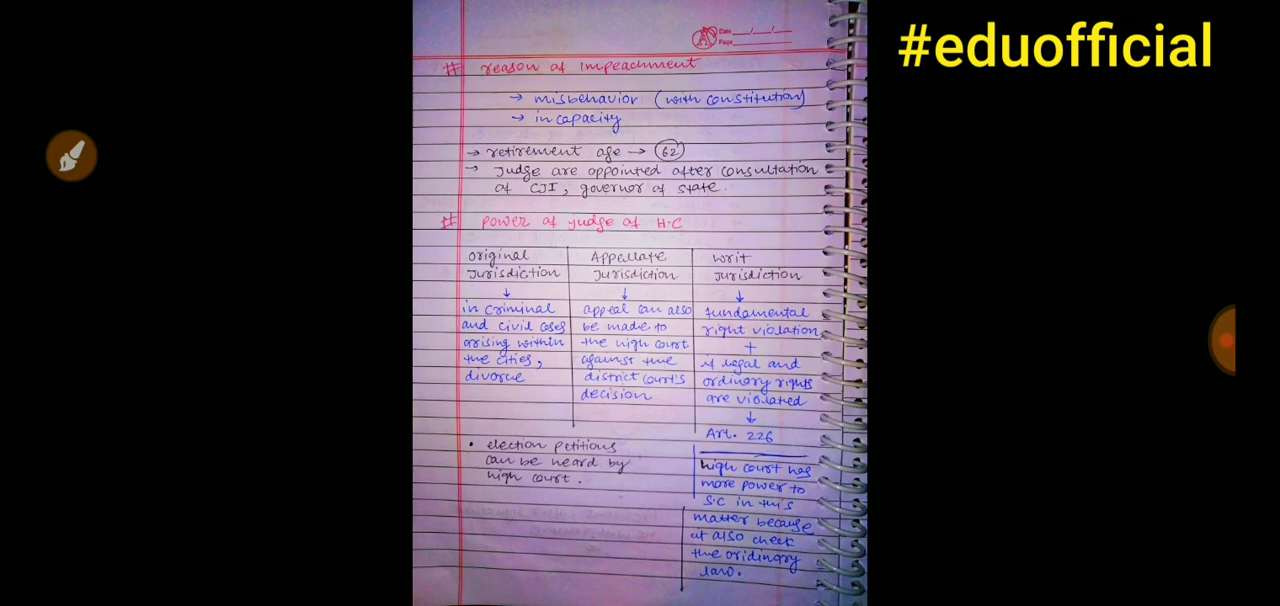 #eduofficial
Date
Page
# reason of impeachment
→ misbehavior (with constitution)
→ incapacity
→ retirement age → 62
→ Judge are appointed after consultation
of CJI, governor of state.
# power of judge of H.C
original
Jurisdiction
↓
in criminal
and civil cases
arising within
the cities,
divorce
Appellate
Jurisdiction
↓
appeal can also
be made to
the high court
against the
district court's
decision
writ
Jurisdiction
↓
fundamental
right violation
+
if legal and
ordinary rights
are violated
↓
Art. 226
• election petitions
can be heard by
high court.
high court has
more power to
S.C in this
matter because
it also check
the oridinary
law.